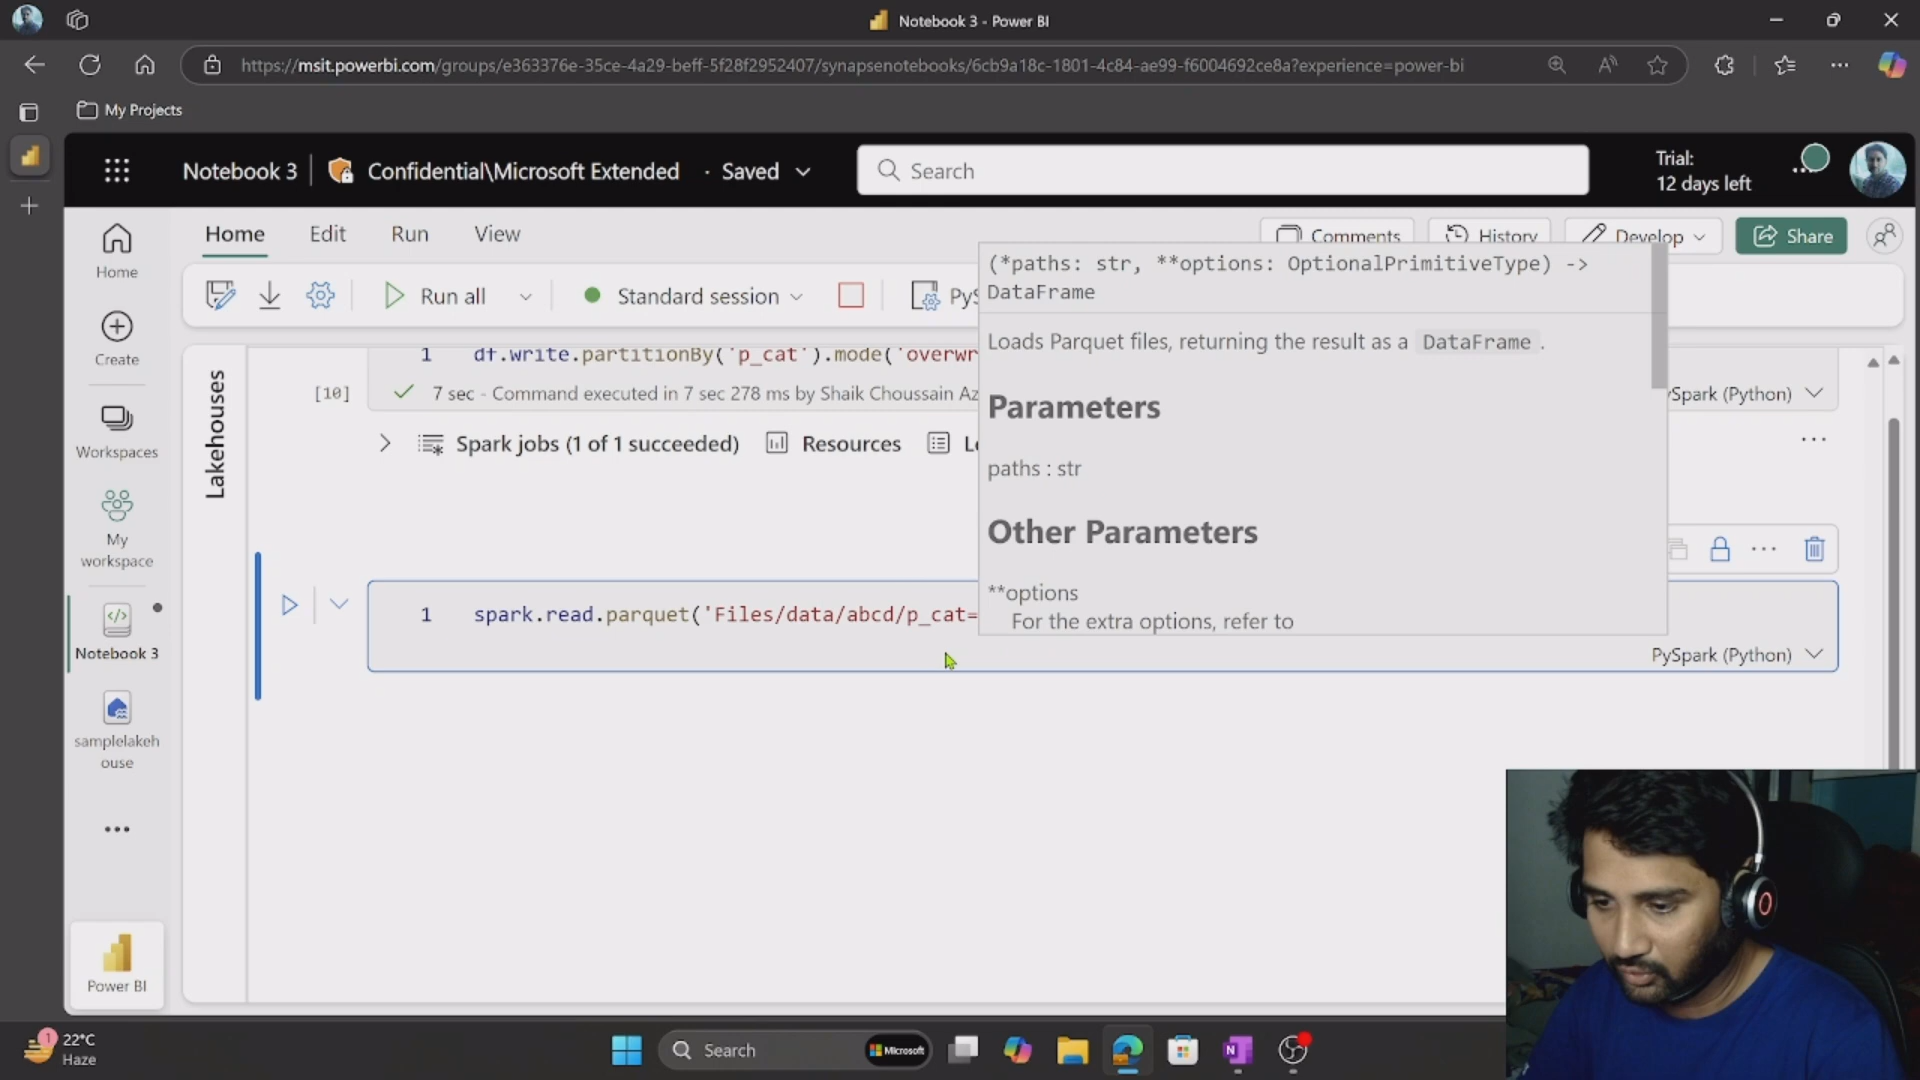 Notebook 3 - Power BI
https://msit.powerbi.com/groups/e363376e-35ce-4a29-beff-5f28f2952407/synapsenotebooks/6cb9a18c-1801-4c84-ae99-f6004692ce8a?experience=power-bi
My Projects
Notebook 3
Confidential\Microsoft Extended · Saved
Search
Trial:
12 days left
Home
Edit
Run
View
Comments
History
Develop
Share
Run all
Standard session
PyS
Home
Create
Workspaces
My
workspace
Notebook 3
samplelakeh
ouse
Power BI
Lakehouses
1 df.write.partitionBy('p_cat').mode('overwr
[10]
7 sec - Command executed in 7 sec 278 ms by Shaik Choussain Az
ySpark (Python)
Spark jobs (1 of 1 succeeded)
Resources
L
(*paths: str, **options: OptionalPrimitiveType) ->
DataFrame
Loads Parquet files, returning the result as a DataFrame .
Parameters
paths : str
Other Parameters
**options
For the extra options, refer to
1 spark.read.parquet('Files/data/abcd/p_cat=
PySpark (Python)
1
22°C
Haze
Search
Microsoft